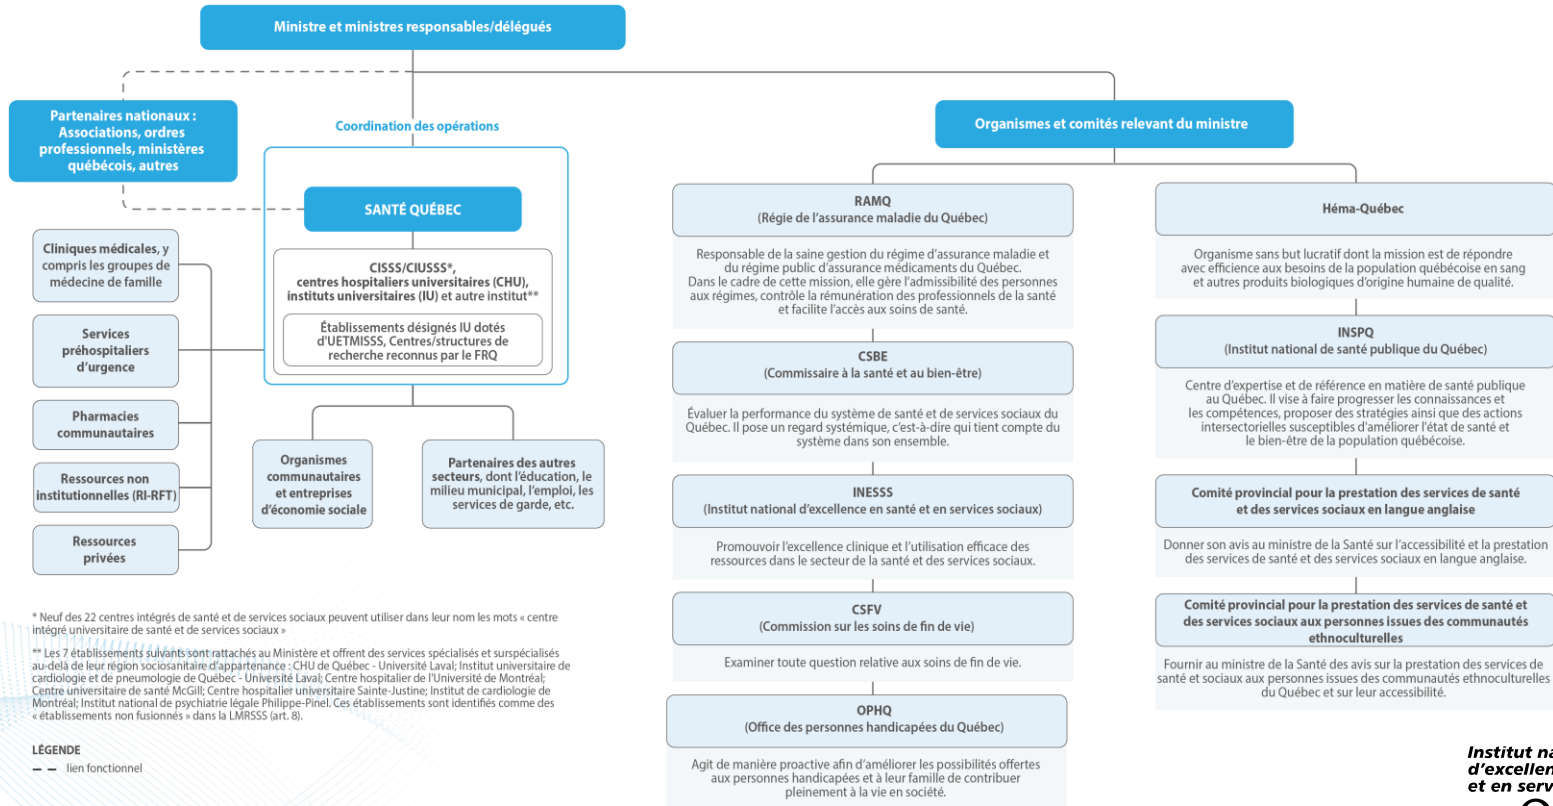 Ministre et ministres responsables/délégués
Partenaires nationaux :
Associations, ordres
professionnels, ministères
québécois, autres
Coordination des opérations
Organismes et comités relevant du ministre
SANTÉ QUÉBEC
CISSS/CIUSSS*,
centres hospitaliers universitaires (CHU),
instituts universitaires (IU) et autre institut**
Établissements désignés IU dotés
d'UETMISSS, Centres/structures de
recherche reconnus par le FRQ
Cliniques médicales, y
compris les groupes de
médecine de famille
Services
préhospitaliers
d'urgence
Pharmacies
communautaires
Ressources non
institutionnelles (RI-RFT)
Ressources
privées
Organismes
communautaires
et entreprises
d'économie sociale
Partenaires des autres
secteurs, dont l'éducation, le
milieu municipal, l'emploi, les
services de garde, etc.
RAMQ
(Régie de l'assurance maladie du Québec)
Responsable de la saine gestion du régime d'assurance maladie et
du régime public d'assurance médicaments du Québec.
Dans le cadre de cette mission, elle gère l'admissibilité des personnes
aux régimes, contrôle la rémunération des professionnels de la santé
et facilite l'accès aux soins de santé.
CSBE
(Commissaire à la santé et au bien-être)
Évaluer la performance du système de santé et de services sociaux du
Québec. Il pose un regard systémique, c'est-à-dire qui tient compte du
système dans son ensemble.
INESSS
(Institut national d'excellence en santé et en services sociaux)
Promouvoir l'excellence clinique et l'utilisation efficace des
ressources dans le secteur de la santé et des services sociaux.
CSFV
(Commission sur les soins de fin de vie)
Examiner toute question relative aux soins de fin de vie.
OPHQ
(Office des personnes handicapées du Québec)
Agit de manière proactive afin d'améliorer les possibilités offertes
aux personnes handicapées et à leur famille de contribuer
pleinement à la vie en société.
Héma-Québec
Organisme sans but lucratif dont la mission est de répondre
avec efficience aux besoins de la population québécoise en sang
et autres produits biologiques d'origine humaine de qualité.
INSPQ
(Institut national de santé publique du Québec)
Centre d'expertise et de référence en matière de santé publique
au Québec. Il vise à faire progresser les connaissances et
les compétences, proposer des stratégies ainsi que des actions
intersectorielles susceptibles d'améliorer l'état de santé et
le bien-être de la population québécoise.
Comité provincial pour la prestation des services de santé
et des services sociaux en langue anglaise
Donner son avis au ministre de la Santé sur l'accessibilité et la prestation
des services de santé et des services sociaux en langue anglaise.
Comité provincial pour la prestation des services de santé et
des services sociaux aux personnes issues des communautés
ethnoculturelles
Fournir au ministre de la Santé des avis sur la prestation des services de
santé et sociaux aux personnes issues des communautés ethnoculturelles
du Québec et sur leur accessibilité.
* Neuf des 22 centres intégrés de santé et de services sociaux peuvent utiliser dans leur nom les mots « centre
intégré universitaire de santé et de services sociaux »
** Les 7 établissements suivants sont rattachés au Ministère et offrent des services spécialisés et surspécialisés
au-delà de leur région sociosanitaire d'appartenance : CHU de Québec - Université Laval; Institut universitaire de
cardiologie et de pneumologie de Québec - Université Laval; Centre hospitalier de l'Université de Montréal;
Centre universitaire de santé McGill; Centre hospitalier universitaire Sainte-Justine; Institut de cardiologie de
Montréal; Institut national de psychiatrie légale Philippe-Pinel. Ces établissements sont identifiés comme des
« établissements non fusionnés » dans la LMRSSS (art. 8).
LÉGENDE
lien fonctionnel
Institut na
d'excellen
et en serv